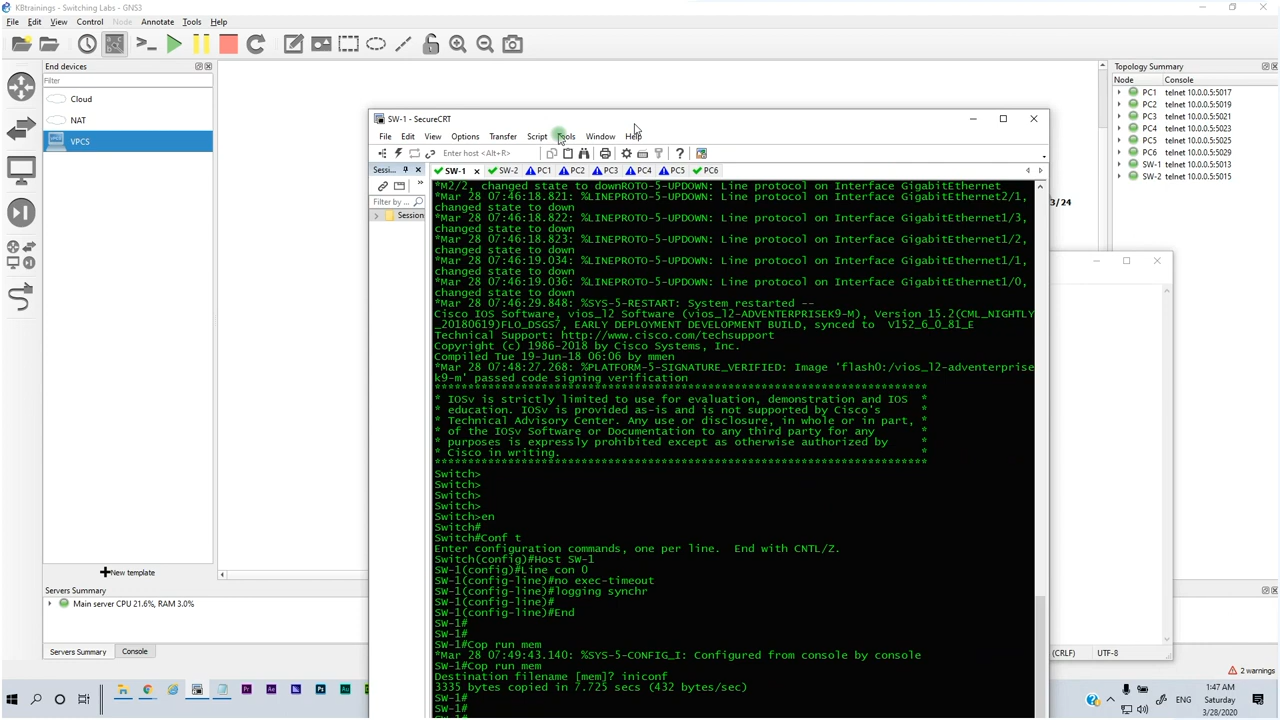 KBtrainings - Switching Labs - GNS3
File Edit View Control Node Annotate Tools Help
End devices
Filter
Cloud
NAT
VPCS
New template
Servers Summary
Main server CPU 21.6%, RAM 3.0%
Servers Summary Console
Topology Summary
Node Console
PC1 telnet 10.0.0.5:5017
PC2 telnet 10.0.0.5:5019
PC3 telnet 10.0.0.5:5021
PC4 telnet 10.0.0.5:5023
PC5 telnet 10.0.0.5:5025
PC6 telnet 10.0.0.5:5029
SW-1 telnet 10.0.0.5:5013
SW-2 telnet 10.0.0.5:5015
3/24
SW-1 - SecureCRT
File Edit View Options Transfer Script Tools Window Help
Enter host <Alt+R>
Sessi...
SW-1 SW-2 PC1 PC2 PC3 PC4 PC5 PC6
Filter by ...
Session
*M2/2, changed state to downROTO-5-UPDOWN: Line protocol on Interface GigabitEthernet
*Mar 28 07:46:18.821: %LINEPROTO-5-UPDOWN: Line protocol on Interface GigabitEthernet2/1,
changed state to down
*Mar 28 07:46:18.822: %LINEPROTO-5-UPDOWN: Line protocol on Interface GigabitEthernet1/3,
changed state to down
*Mar 28 07:46:18.823: %LINEPROTO-5-UPDOWN: Line protocol on Interface GigabitEthernet1/2,
changed state to down
*Mar 28 07:46:19.034: %LINEPROTO-5-UPDOWN: Line protocol on Interface GigabitEthernet1/1,
changed state to down
*Mar 28 07:46:19.036: %LINEPROTO-5-UPDOWN: Line protocol on Interface GigabitEthernet1/0,
changed state to down
*Mar 28 07:46:29.848: %SYS-5-RESTART: System restarted --
Cisco IOS Software, vios_l2 Software (vios_l2-ADVENTERPRISEK9-M), Version 15.2(CML_NIGHTLY
_20180619)FLO_DSGS7, EARLY DEPLOYMENT DEVELOPMENT BUILD, synced to  V152_6_0_81_E
Technical Support: http://www.cisco.com/techsupport
Copyright (c) 1986-2018 by Cisco Systems, Inc.
Compiled Tue 19-Jun-18 06:06 by mmen
*Mar 28 07:48:27.268: %PLATFORM-5-SIGNATURE_VERIFIED: Image 'flash0:/vios_l2-adventerprise
k9-m' passed code signing verification
**************************************************************************
* IOSv is strictly limited to use for evaluation, demonstration and IOS  *
* education. IOSv is provided as-is and is not supported by Cisco's      *
* Technical Advisory Center. Any use or disclosure, in whole or in part, *
* of the IOSv Software or Documentation to any third party for any       *
* purposes is expressly prohibited except as otherwise authorized by     *
* Cisco in writing.                                                      *
**************************************************************************
Switch>
Switch>
Switch>
Switch>
Switch>en
Switch#
Switch#Conf t
Enter configuration commands, one per line.  End with CNTL/Z.
Switch(config)#Host SW-1
SW-1(config)#Line con 0
SW-1(config-line)#no exec-timeout
SW-1(config-line)#logging synchr
SW-1(config-line)#
SW-1(config-line)#End
SW-1#
SW-1#
SW-1#Cop run mem
*Mar 28 07:49:43.140: %SYS-5-CONFIG_I: Configured from console by console
SW-1#Cop run mem
Destination filename [mem]? iniconf
3335 bytes copied in 7.725 secs (432 bytes/sec)
SW-1#
SW-1#
(CRLF) UTF-8
2 warnings
ENG
1:47 AM
Saturday
3/28/2020